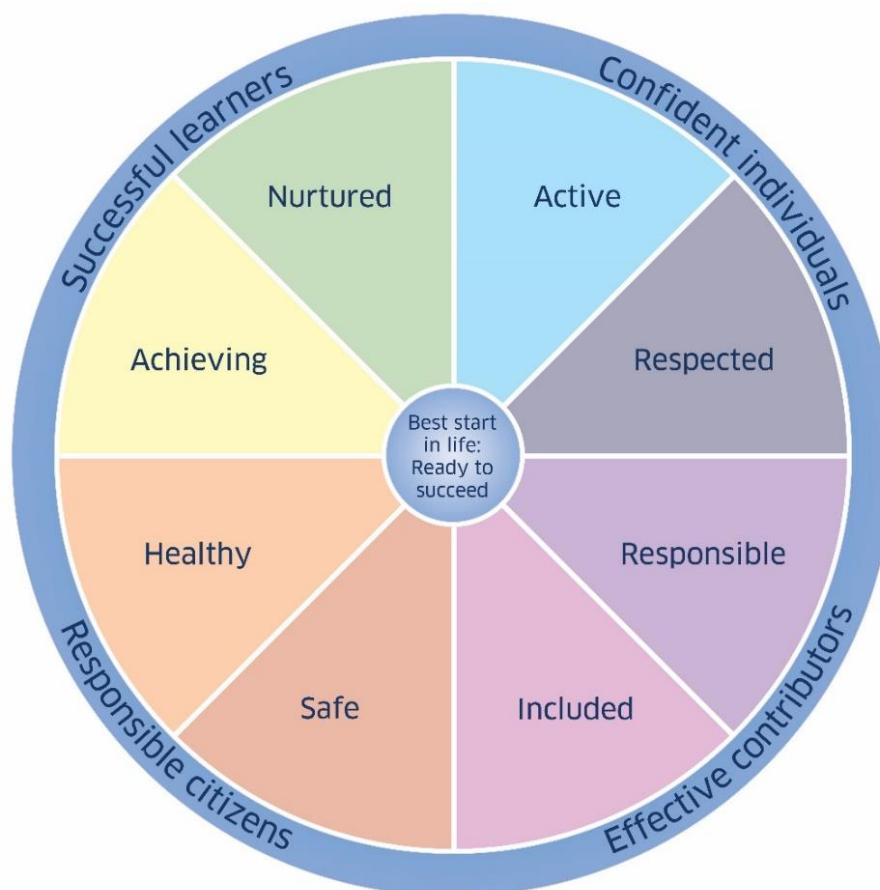 Successful learners
Confident individuals
Nurtured
Active
Achieving
Respected
Best start
in life:
Ready to
succeed
Healthy
Responsible
Safe
Included
Responsible citizens
Effective contributors